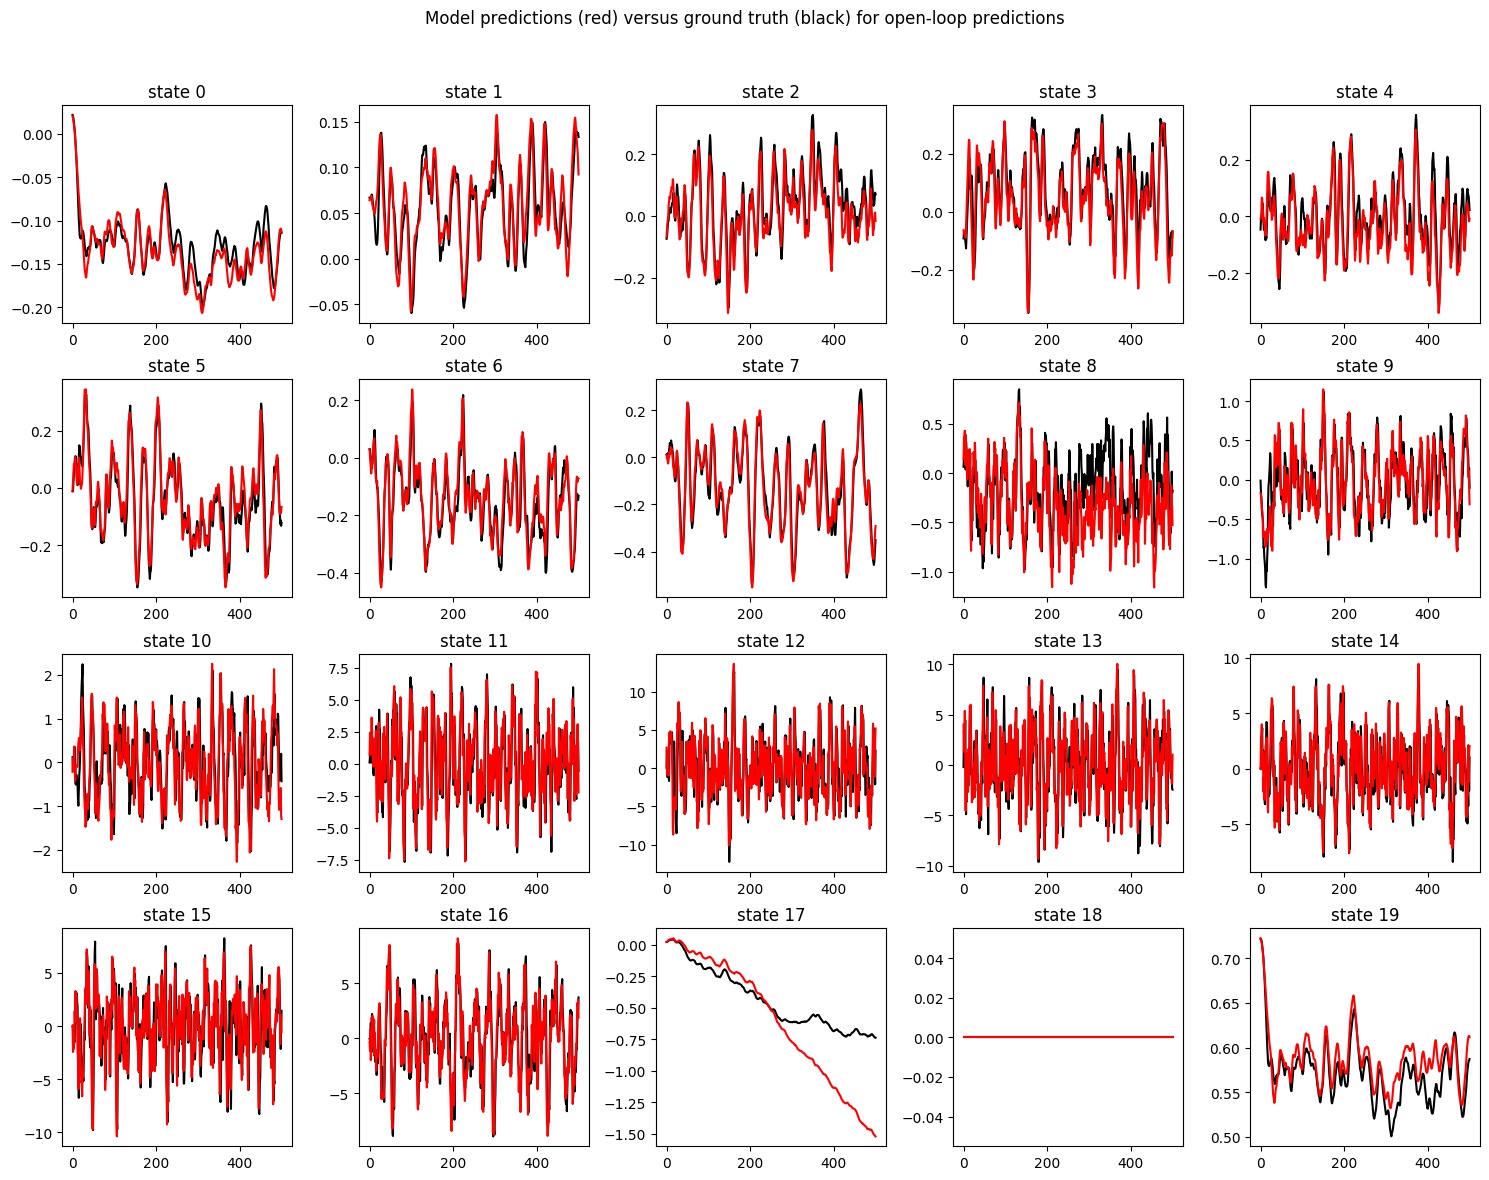 Model predictions (red) versus ground truth (black) for open-loop predictions
state 0 state 1 state 2 state 3 state 4
0.00 −0.05 −0.10 −0.15 −0.20
0 200 400
0.15 0.10 0.05 0.00 −0.05
0 200 400
0.2 0.0 −0.2
0 200 400
0.2 0.0 −0.2
0 200 400
0.2 0.0 −0.2
0 200 400
state 5 state 6 state 7 state 8 state 9
0.2 0.0 −0.2
0 200 400
0.2 0.0 −0.2 −0.4
0 200 400
0.2 0.0 −0.2 −0.4
0 200 400
0.5 0.0 −0.5 −1.0
0 200 400
1.0 0.5 0.0 −0.5 −1.0
0 200 400
state 10 state 11 state 12 state 13 state 14
2 1 0 −1 −2
0 200 400
7.5 5.0 2.5 0.0 −2.5 −5.0 −7.5
0 200 400
10 5 0 −5 −10
0 200 400
10 5 0 −5 −10
0 200 400
10 5 0 −5
0 200 400
state 15 state 16 state 17 state 18 state 19
5 0 −5 −10
0 200 400
5 0 −5
0 200 400
0.00 −0.25 −0.50 −0.75 −1.00 −1.25 −1.50
0 200 400
0.04 0.02 0.00 −0.02 −0.04
0 200 400
0.70 0.65 0.60 0.55 0.50
0 200 400